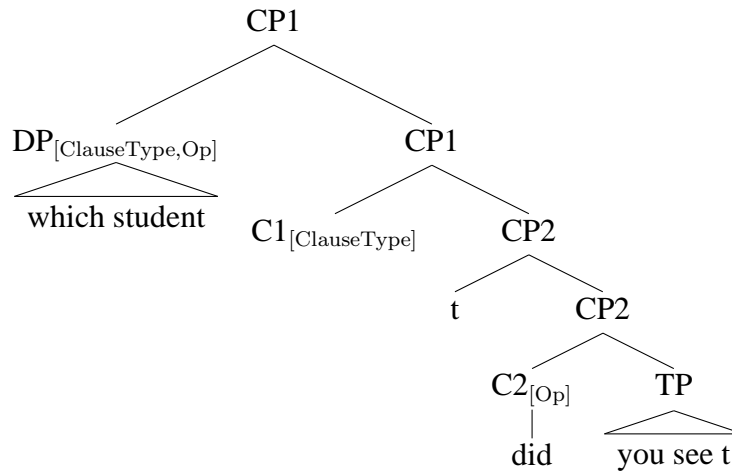 CP1
DP[ClauseType,Op] CP1
which student
C1[ClauseType] CP2
t CP2
C2[Op] TP
did you see t